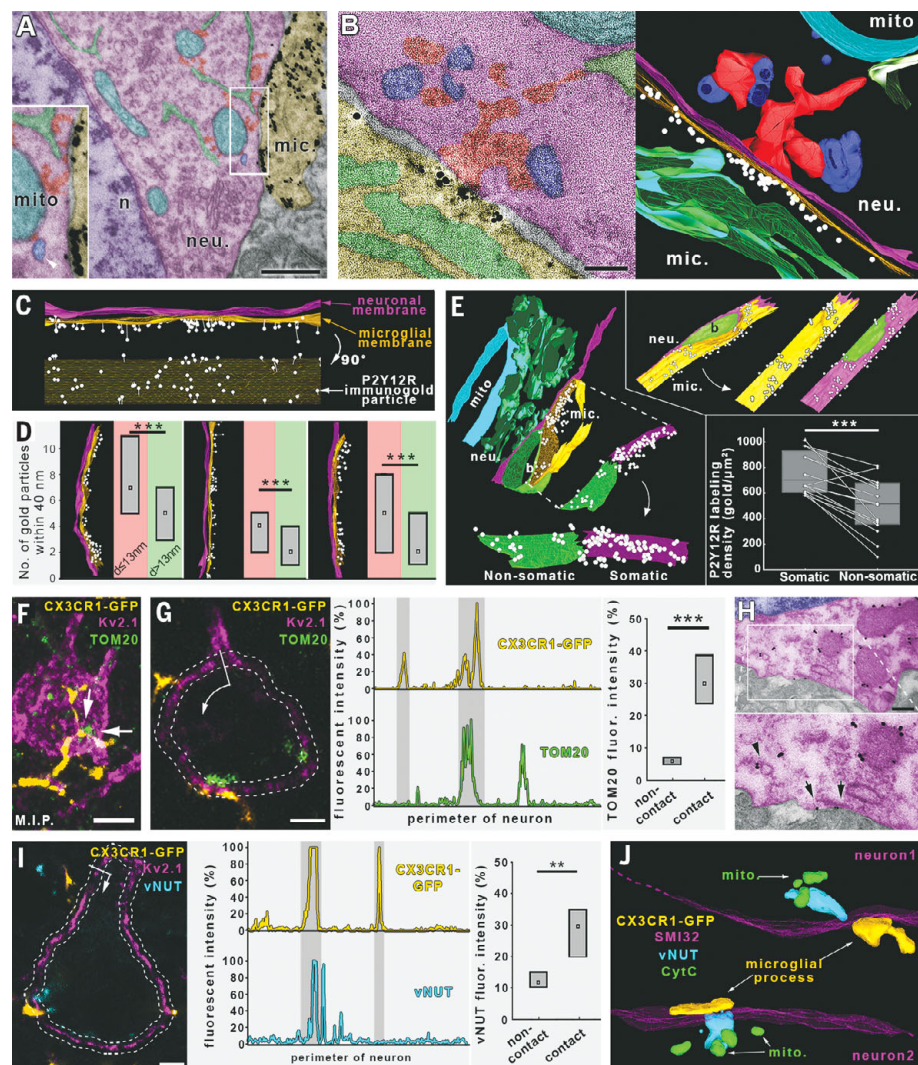 A
mito
n
neu.
mic.
B
mito
neu.
mic.
C
neuronal
membrane
microglial
membrane
90°
P2Y12R
immunogold
particle
D
No. of gold particles
within 40 nm
10
8
6
4
2
0
***
d≤13nm
d>13nm
***
***
E
mito
neu.
mic.
b
Non-somatic
Somatic
neu.
b
mic.
P2Y12R labeling
density (gold/µm²)
1000
800
600
400
200
0
***
Somatic
Non-somatic
F
CX3CR1-GFP
Kv2.1
TOM20
M.I.P.
G
CX3CR1-GFP
Kv2.1
TOM20
fluorescent intensity (%)
100
80
60
40
20
0
CX3CR1-GFP
100
80
60
40
20
0
TOM20
perimeter of neuron
TOM20 fluor. intensity (%)
50
40
30
20
10
0
***
non-
contact
contact
H
I
CX3CR1-GFP
Kv2.1
vNUT
fluorescent intensity (%)
100
80
60
40
20
0
CX3CR1-
GFP
100
80
60
40
20
0
vNUT
perimeter of neuron
vNUT fluor. intensity (%)
50
40
30
20
10
0
**
non-
contact
contact
J
neuron1
mito.
CX3CR1-GFP
SMI32
vNUT
CytC
microglial
process
mito.
neuron2